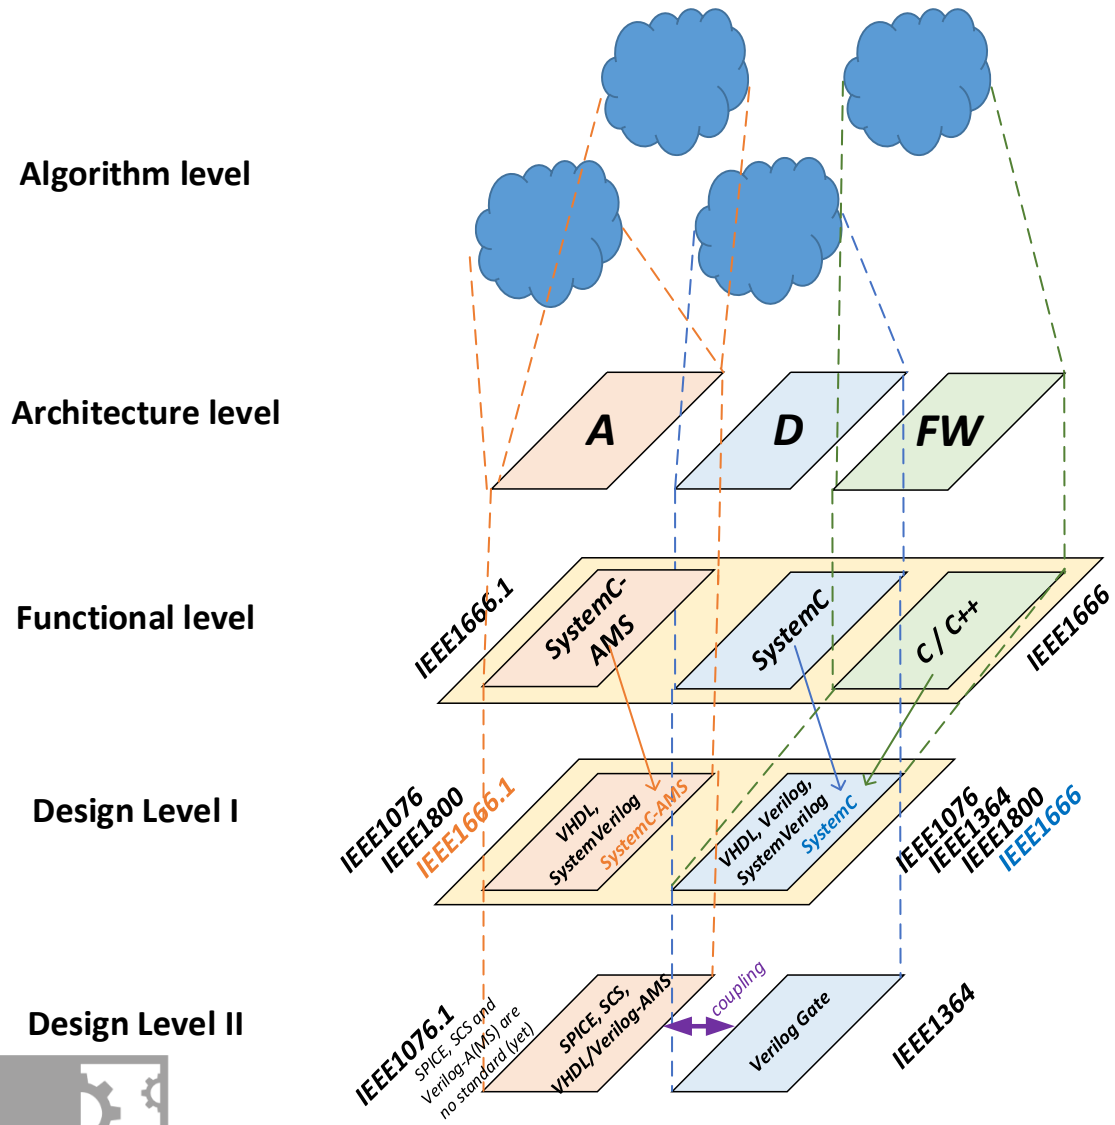 Algorithm level
Architecture level
A
D
FW
Functional level
IEEE1666.1
SystemC-
AMS
SystemC
C / C++
IEEE1666
Design Level I
IEEE1076
IEEE1800
IEEE1666.1
VHDL,
SystemVerilog
SystemC-AMS
VHDL, Verilog,
SystemVerilog
SystemC
IEEE1076
IEEE1364
IEEE1800
IEEE1666
Design Level II
IEEE1076.1
SPICE, SCS and
Verilog-A(MS) are
no standard (yet)
SPICE, SCS,
VHDL/Verilog-AMS
coupling
Verilog Gate
IEEE1364